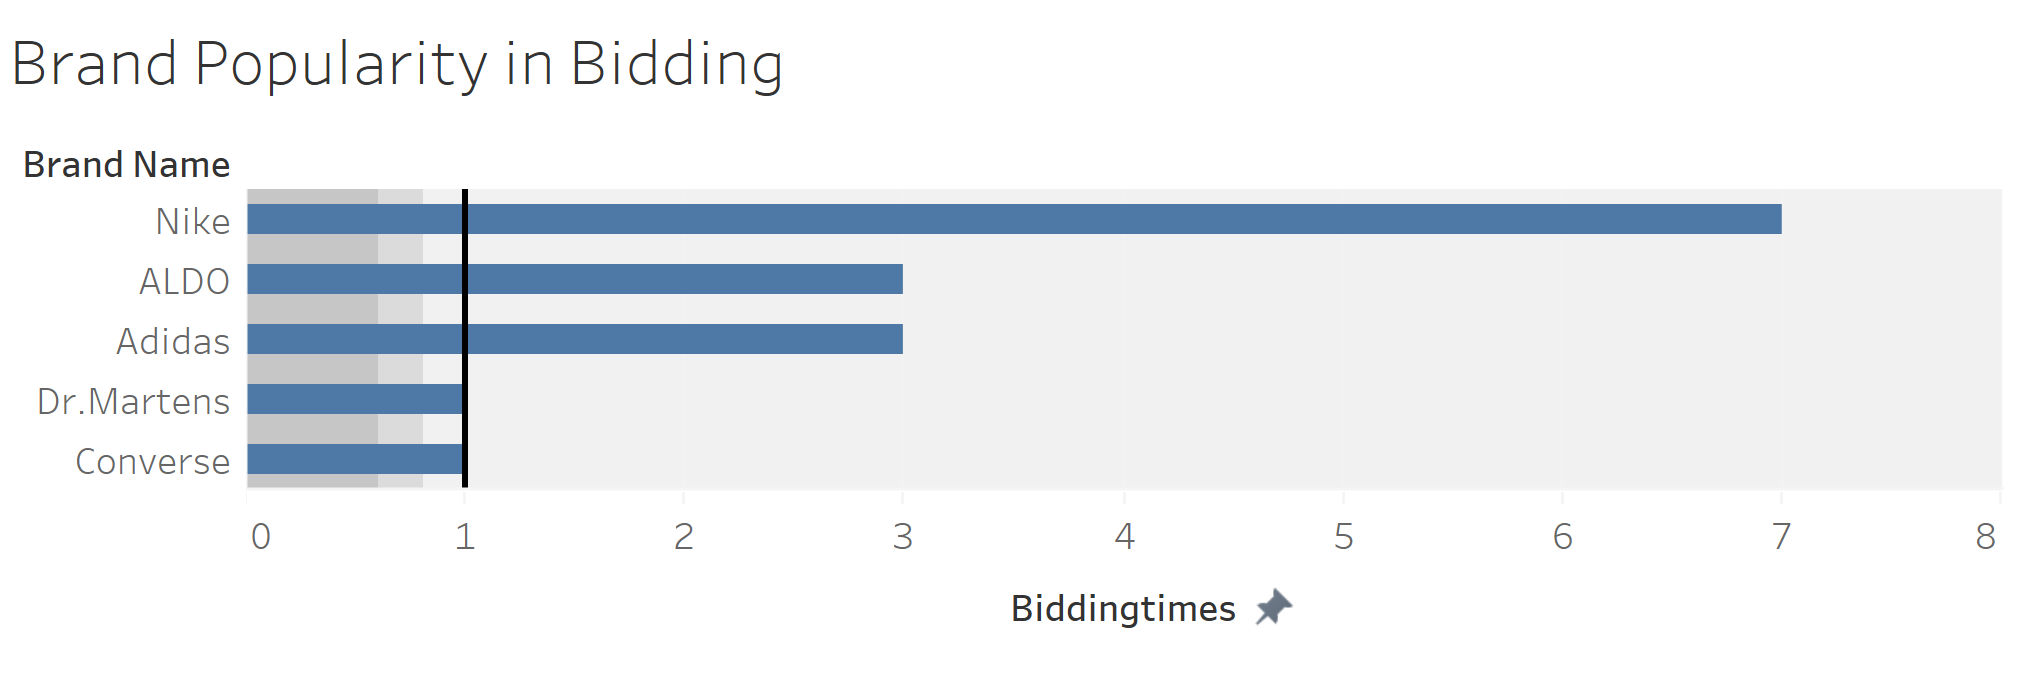 Brand Popularity in Bidding
Brand Name
Nike
ALDO
Adidas
Dr.Martens
Converse
0 1 2 3 4 5 6 7 8
Biddingtimes